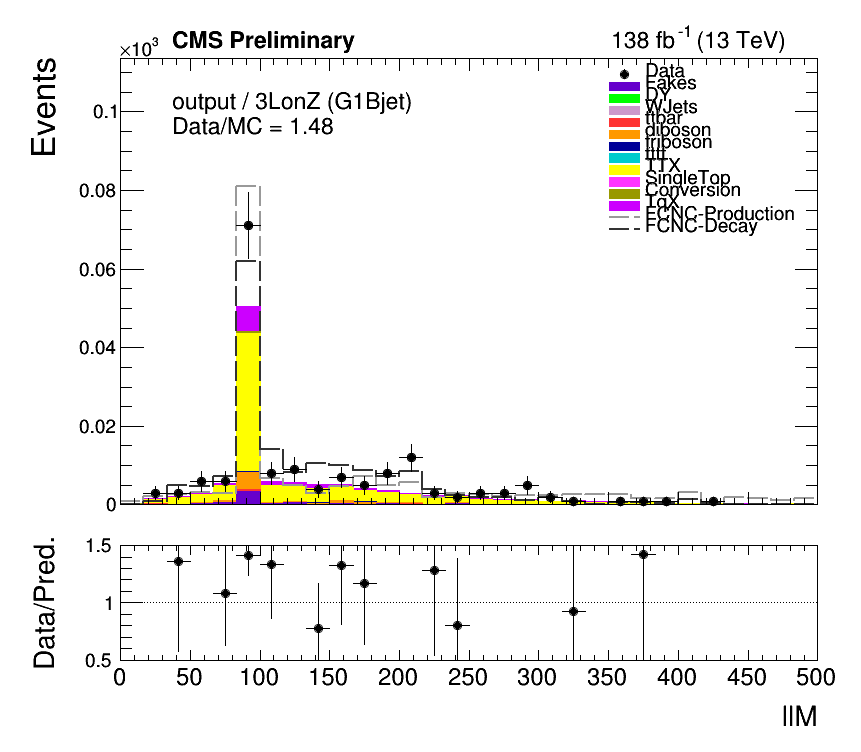 ×10³
CMS Preliminary
138 fb⁻¹ (13 TeV)
Events
output / 3LonZ (G1Bjet)
Data/MC = 1.48
Data
Fakes
DY
WJets
ttbar
diboson
triboson
tttt
TTX
SingleTop
Conversion
TqX
FCNC-Production
FCNC-Decay
0.1
0.08
0.06
0.04
0.02
0
Data/Pred.
1.5
1
0.5
0 50 100 150 200 250 300 350 400 450 500
llM